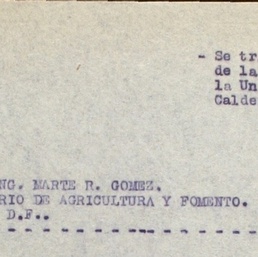 - Se tr
de la
la Un
Calde
NG. MARTE R. GOMEZ.
RIO DE AGRICULTURA Y FOMENTO.
D.F..